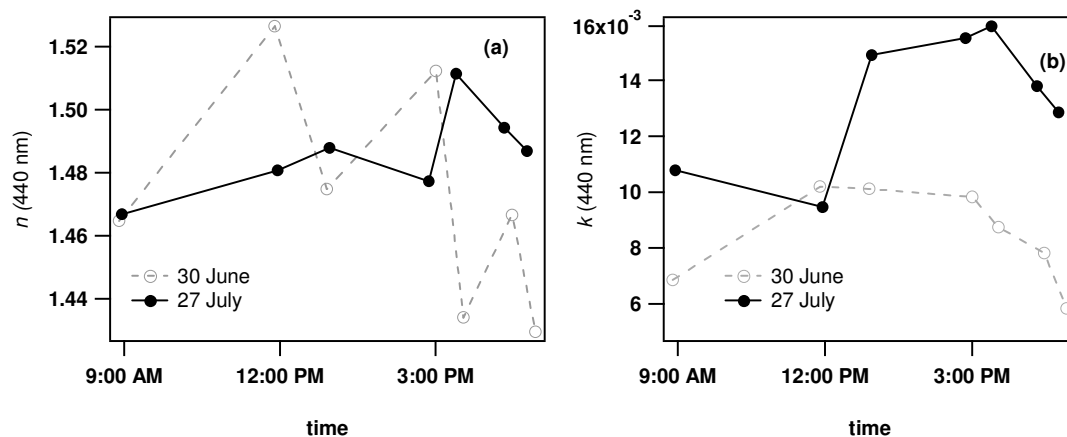 (a)
1.52
1.50
1.48
1.46
1.44
n (440 nm)
30 June
27 July
9:00 AM 12:00 PM 3:00 PM
time
(b)
16x10⁻³
14
12
10
8
6
k (440 nm)
30 June
27 July
9:00 AM 12:00 PM 3:00 PM
time